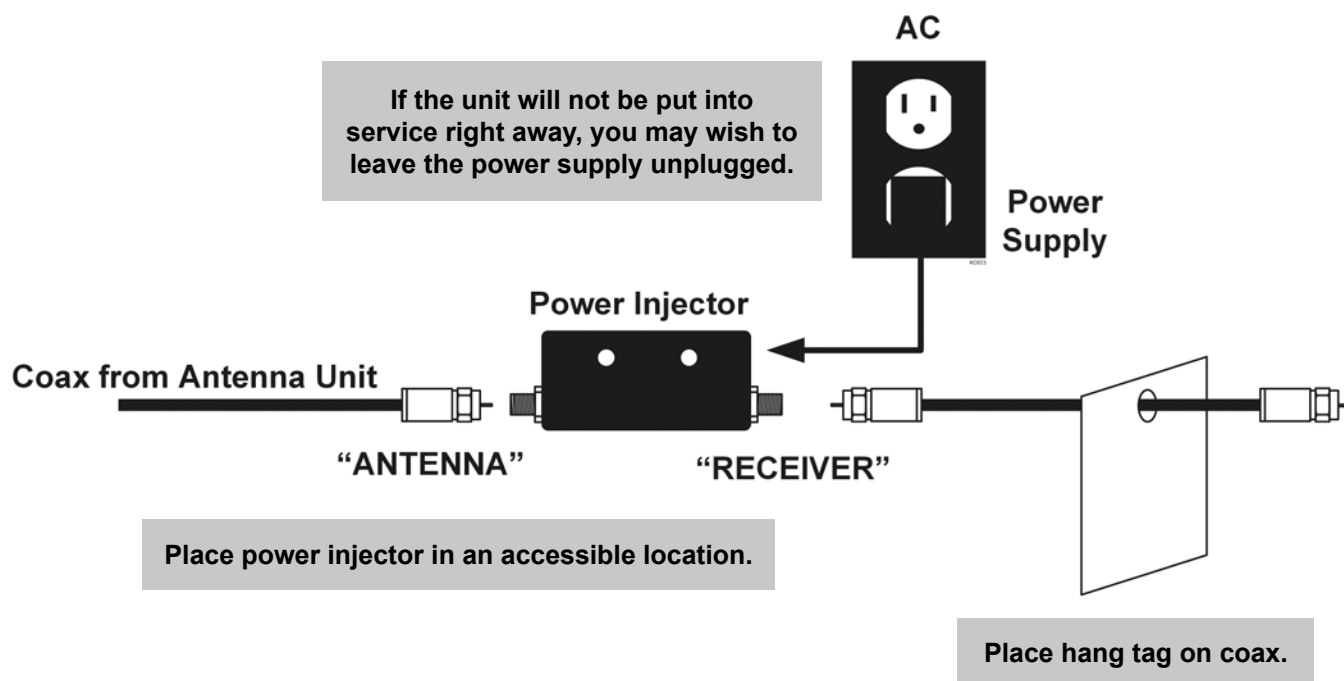 AC
If the unit will not be put into
service right away, you may wish to
leave the power supply unplugged.
Power
Supply
Power Injector
Coax from Antenna Unit
“ANTENNA”
“RECEIVER”
Place power injector in an accessible location.
Place hang tag on coax.